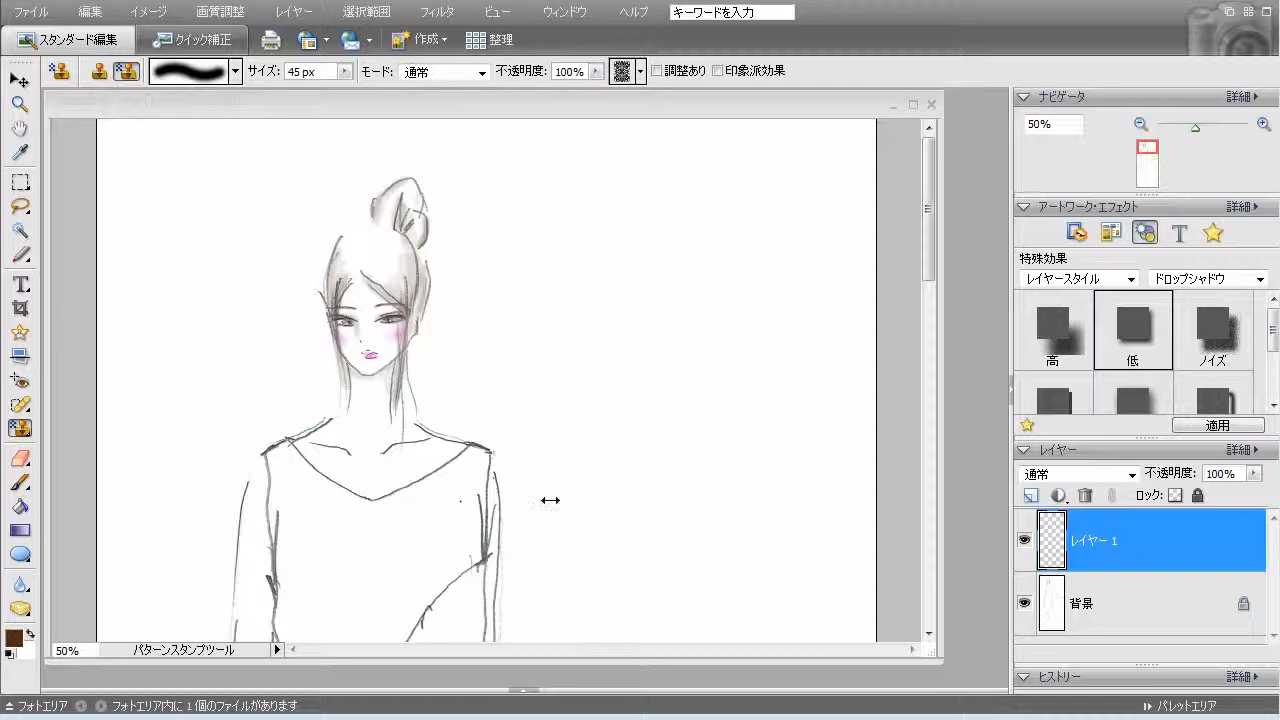 ファイル 編集 イメージ 画質調整 レイヤー 選択範囲 フィルタ ビュー ウィンドウ ヘルプ キーワードを入力
スタンダード編集 クイック補正 作成 整理
サイズ: 45 px モード: 通常 不透明度: 100% 調整あり 印象派効果
ナビゲータ 詳細
50%
アートワーク・エフェクト 詳細
特殊効果
レイヤースタイル ドロップシャドウ
高 低 ノイズ
適用
レイヤー 詳細
通常 不透明度: 100%
ロック:
レイヤー 1
背景
50% パターンスタンプツール
ヒストリー 詳細
フォトエリア フォトエリア内に 1 個のファイルがあります パレットエリア